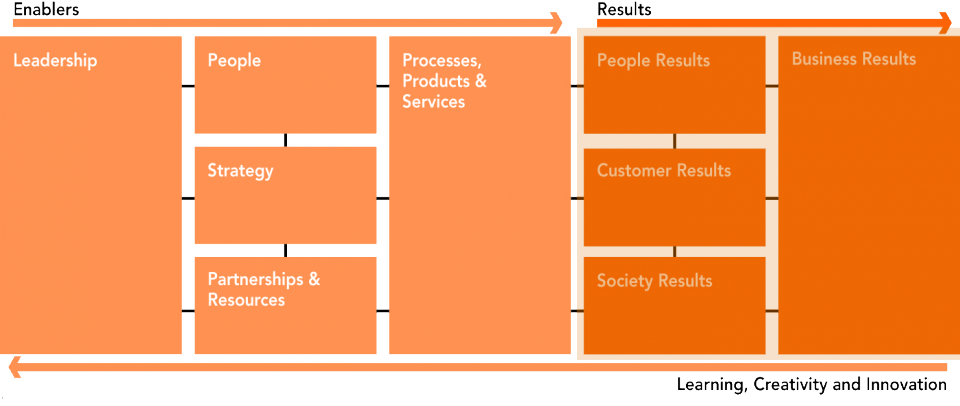 Enablers
Results
Leadership
People
Processes,
Products &
Services
People Results
Business Results
Strategy
Customer Results
Partnerships &
Resources
Society Results
Learning, Creativity and Innovation